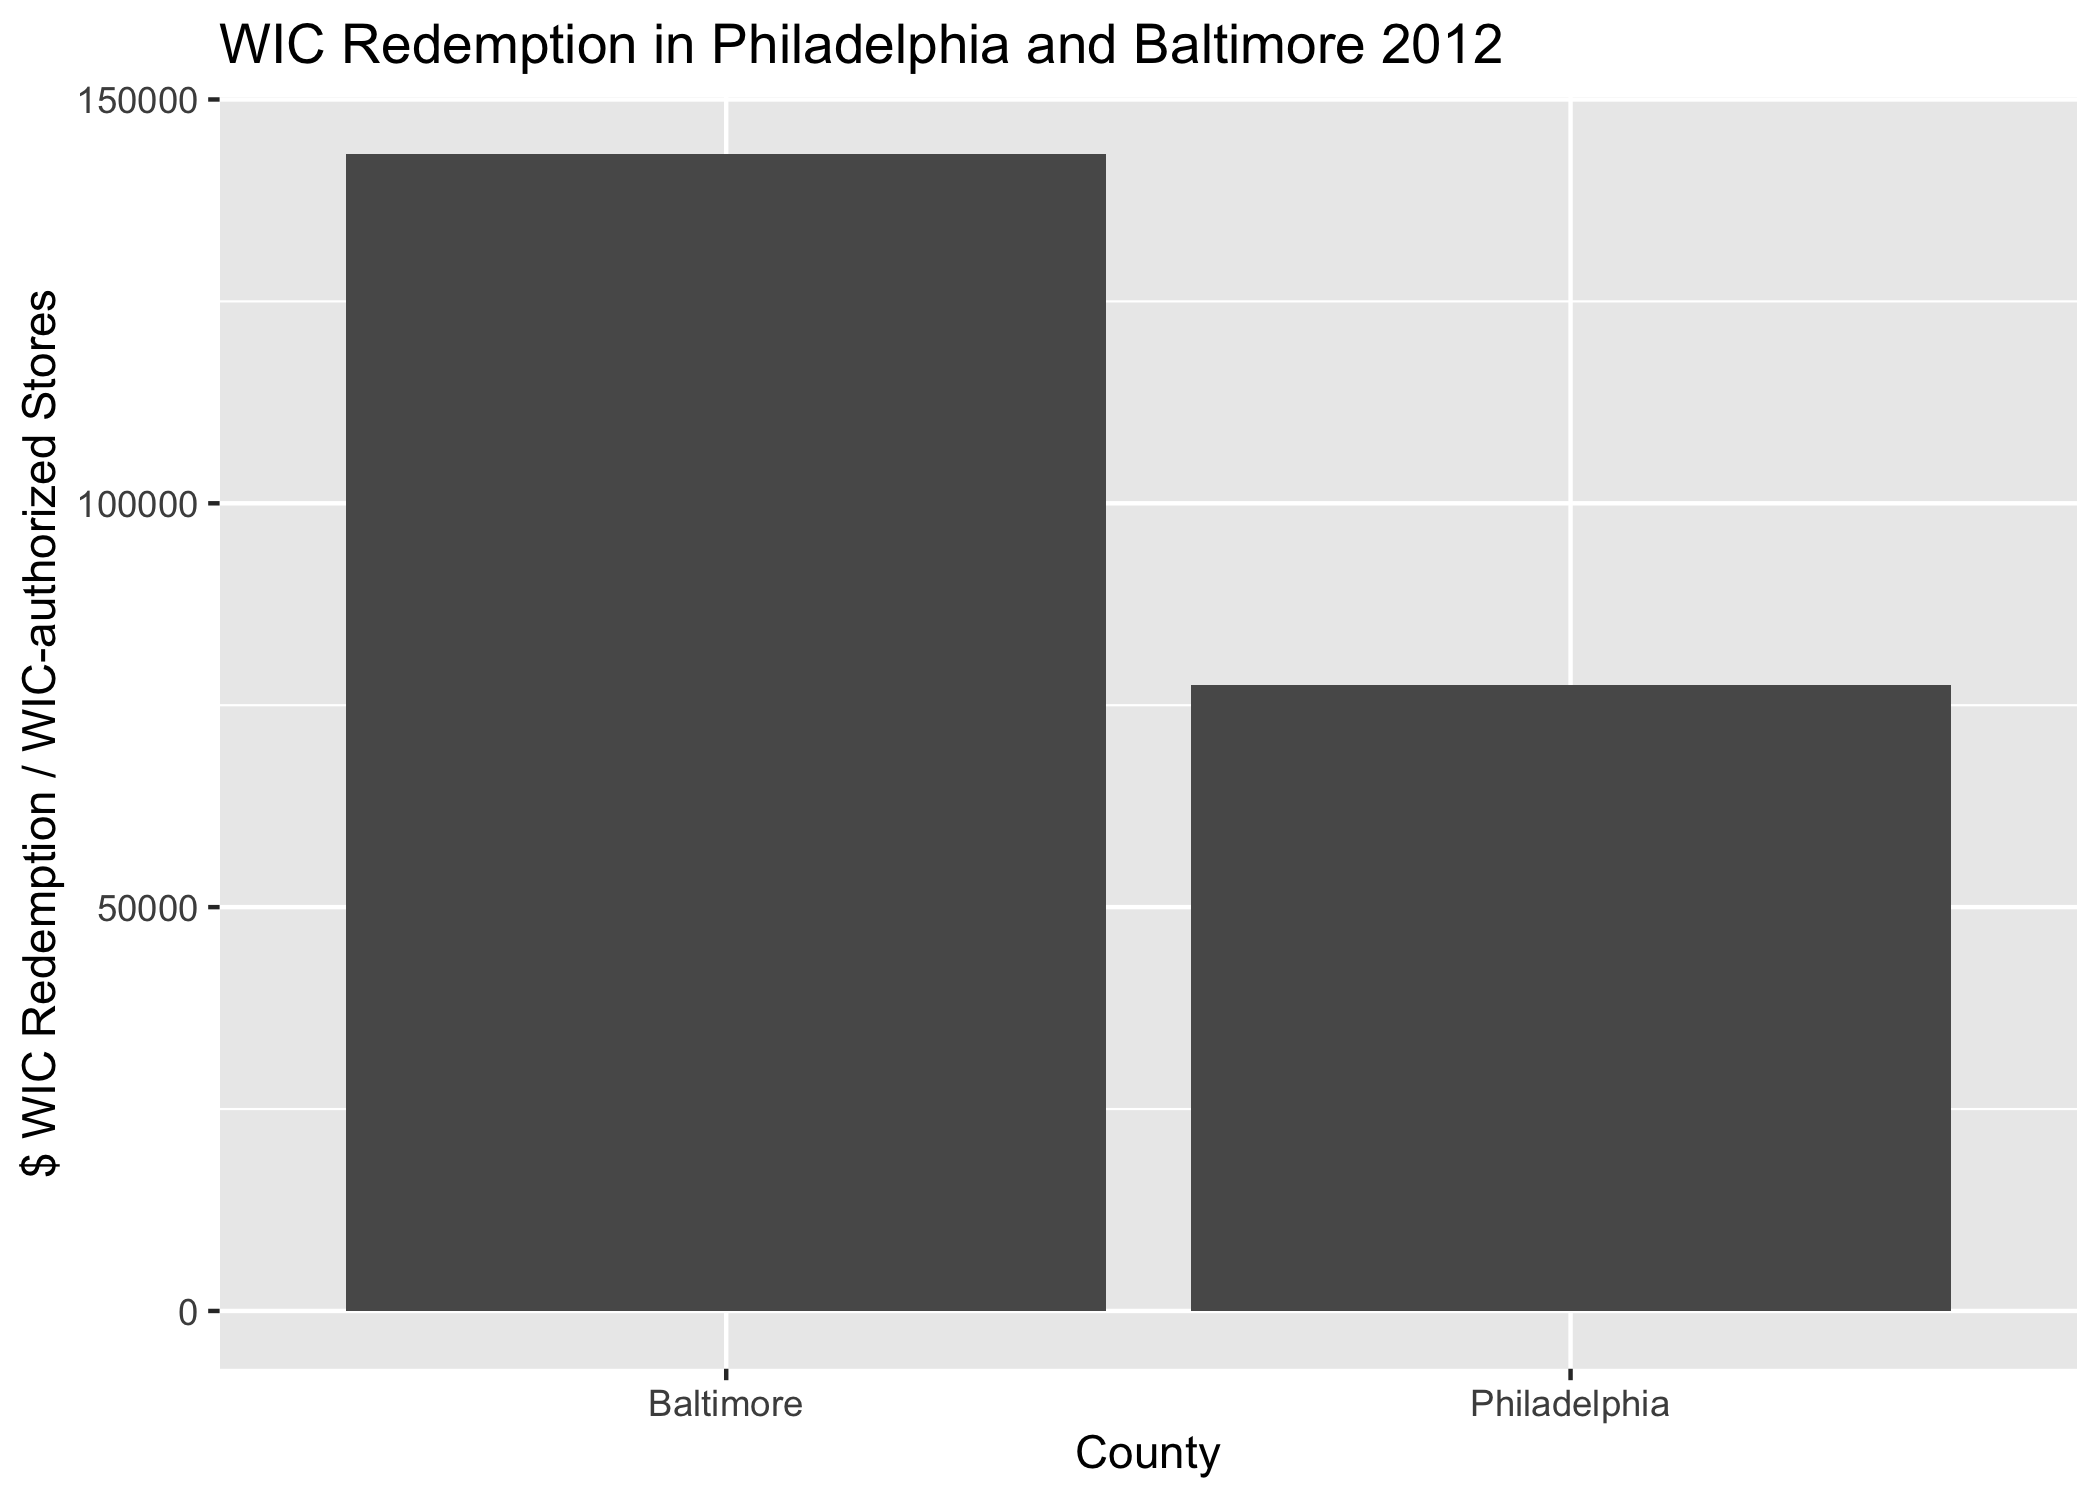 WIC Redemption in Philadelphia and Baltimore 2012
$ WIC Redemption / WIC-authorized Stores
150000
100000
50000
0
Baltimore
Philadelphia
County